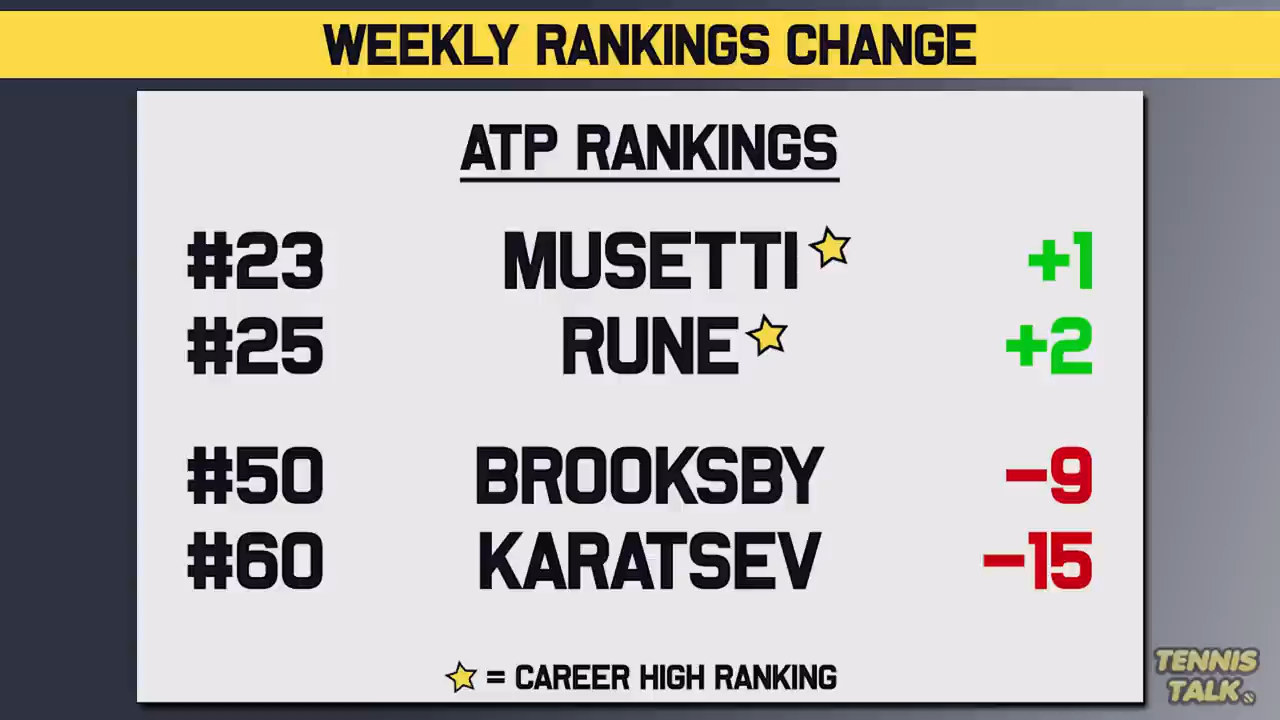 WEEKLY RANKINGS CHANGE
ATP RANKINGS
#23 MUSETTI +1
#25 RUNE +2
#50 BROOKSBY -9
#60 KARATSEV -15
= CAREER HIGH RANKING
TENNIS
TALK